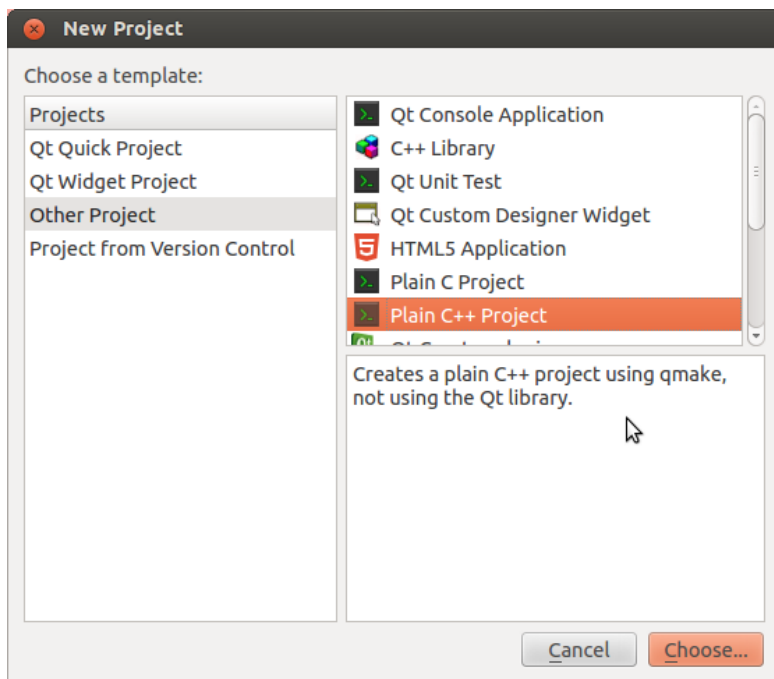 New Project
Choose a template:
Projects
Qt Quick Project
Qt Widget Project
Other Project
Project from Version Control
Qt Console Application
C++ Library
Qt Unit Test
Qt Custom Designer Widget
HTML5 Application
Plain C Project
Plain C++ Project
Creates a plain C++ project using qmake,
not using the Qt library.
Cancel
Choose...